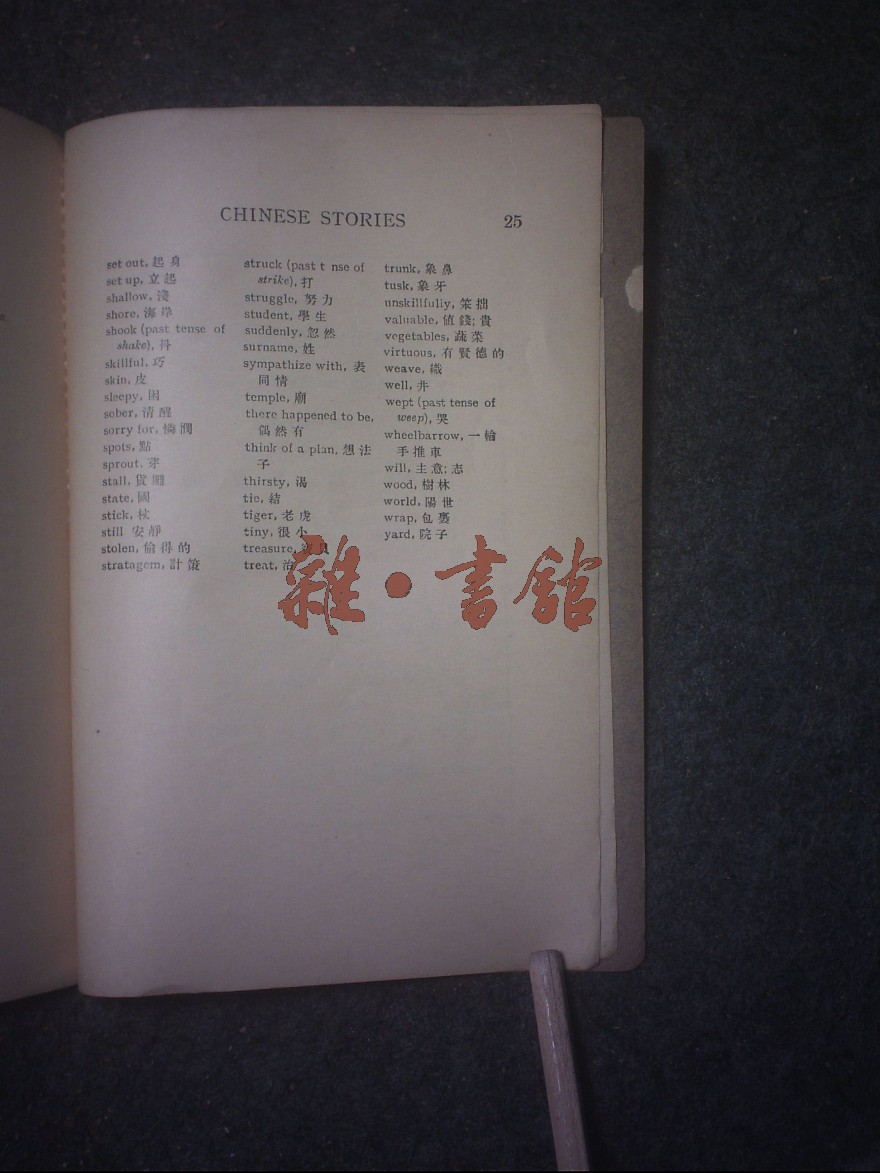 CHINESE STORIES 25
set out, 起身
set up, 立起
shallow, 淺
shore, 海岸
shook (past tense of
shake), 抖
skillful, 巧
skin, 皮
sleepy, 困
sober, 清醒
sorry for, 憐憫
spots, 點
sprout, 芽
stall, 貨攤
state, 國
stick, 杖
still 安靜
stolen, 偷得的
stratagem, 計策
struck (past t nse of
strike), 打
struggle, 努力
student, 學生
suddenly, 忽然
surname, 姓
sympathize with, 表
同情
temple, 廟
there happened to be,
偶然有
think of a plan, 想法
子
thirsty, 渴
tie, 結
tiger, 老虎
tiny, 很小
treasure,
treat, 治
trunk, 象鼻
tusk, 象牙
unskillfully, 笨拙
valuable, 値錢; 貴
vegetables, 蔬菜
virtuous, 有賢德的
weave, 織
well, 井
wept (past tense of
weep), 哭
wheelbarrow, 一輪
手推車
will, 主意; 志
wood, 樹林
world, 陽世
wrap, 包裹
yard, 院子
雜·書館